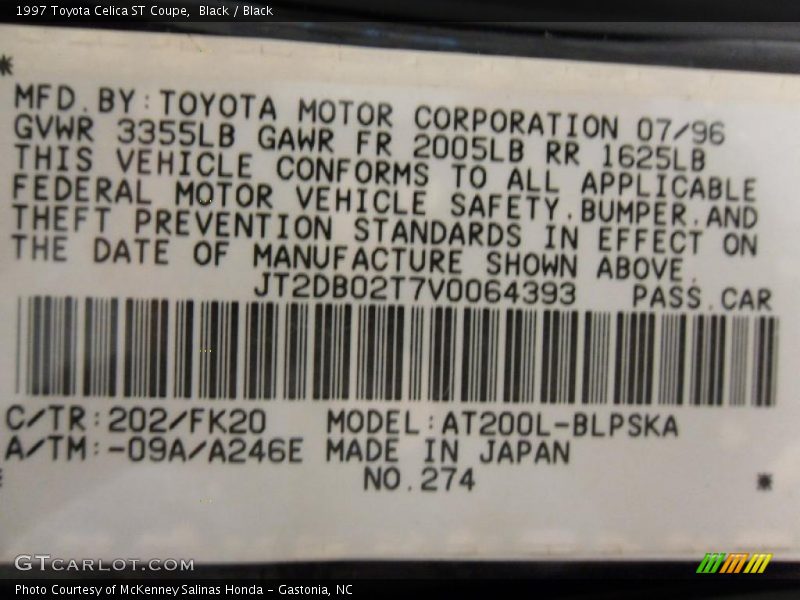 1997 Toyota Celica ST Coupe, Black / Black
MFD.BY:TOYOTA MOTOR CORPORATION 07/96
GVWR 3355LB GAWR FR 2005LB RR 1625LB
THIS VEHICLE CONFORMS TO ALL APPLICABLE
FEDERAL MOTOR VEHICLE SAFETY,BUMPER,AND
THEFT PREVENTION STANDARDS IN EFFECT ON
THE DATE OF MANUFACTURE SHOWN ABOVE.
JT2DB02T7V0064393 PASS.CAR
C/TR:202/FK20 MODEL:AT200L-BLPSKA
A/TM:-09A/A246E MADE IN JAPAN
NO.274
GTCARLOT.COM
Photo Courtesy of McKenney Salinas Honda - Gastonia, NC